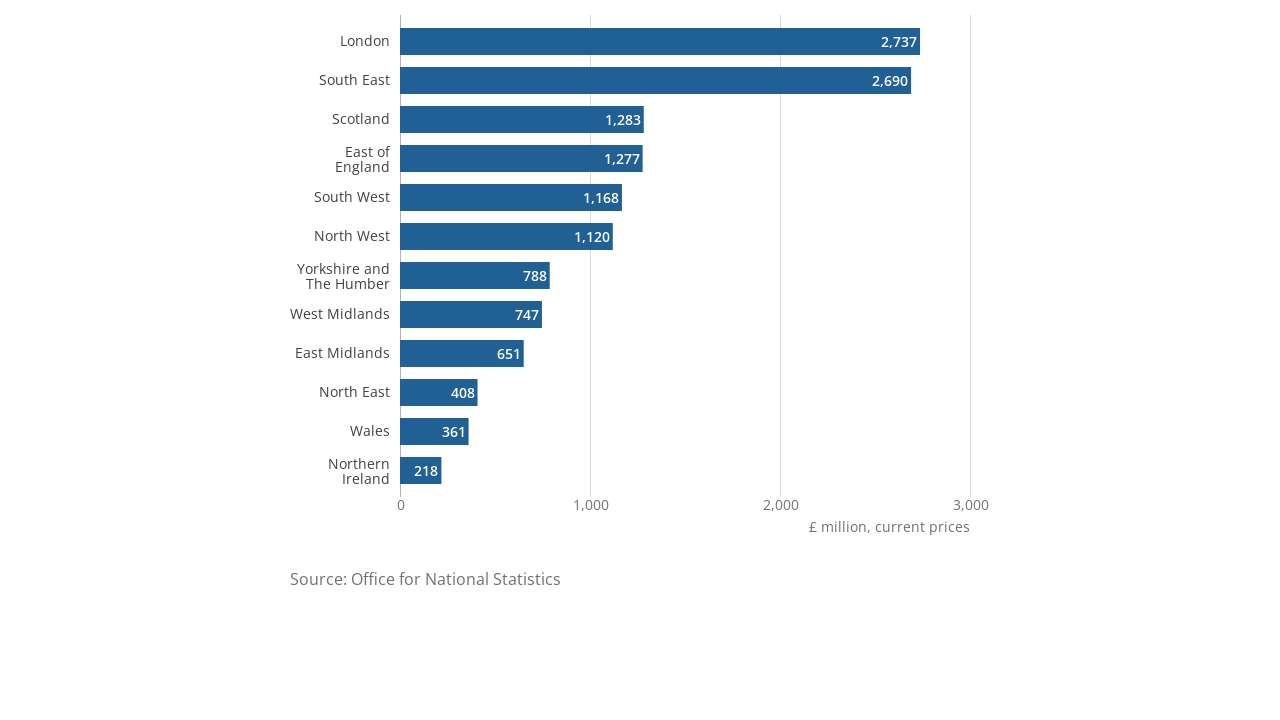 London
2,737
South East
2,690
Scotland
1,283
East of
England
1,277
South West
1,168
North West
1,120
Yorkshire and
The Humber
788
West Midlands
747
East Midlands
651
North East
408
Wales
361
Northern
Ireland
218
0
1,000
2,000
3,000
£ million, current prices
Source: Office for National Statistics